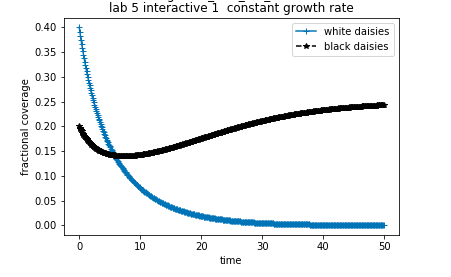 lab 5 interactive 1 constant growth rate
white daisies
black daisies
fractional coverage
0.40
0.35
0.30
0.25
0.20
0.15
0.10
0.05
0.00
0 10 20 30 40 50
time